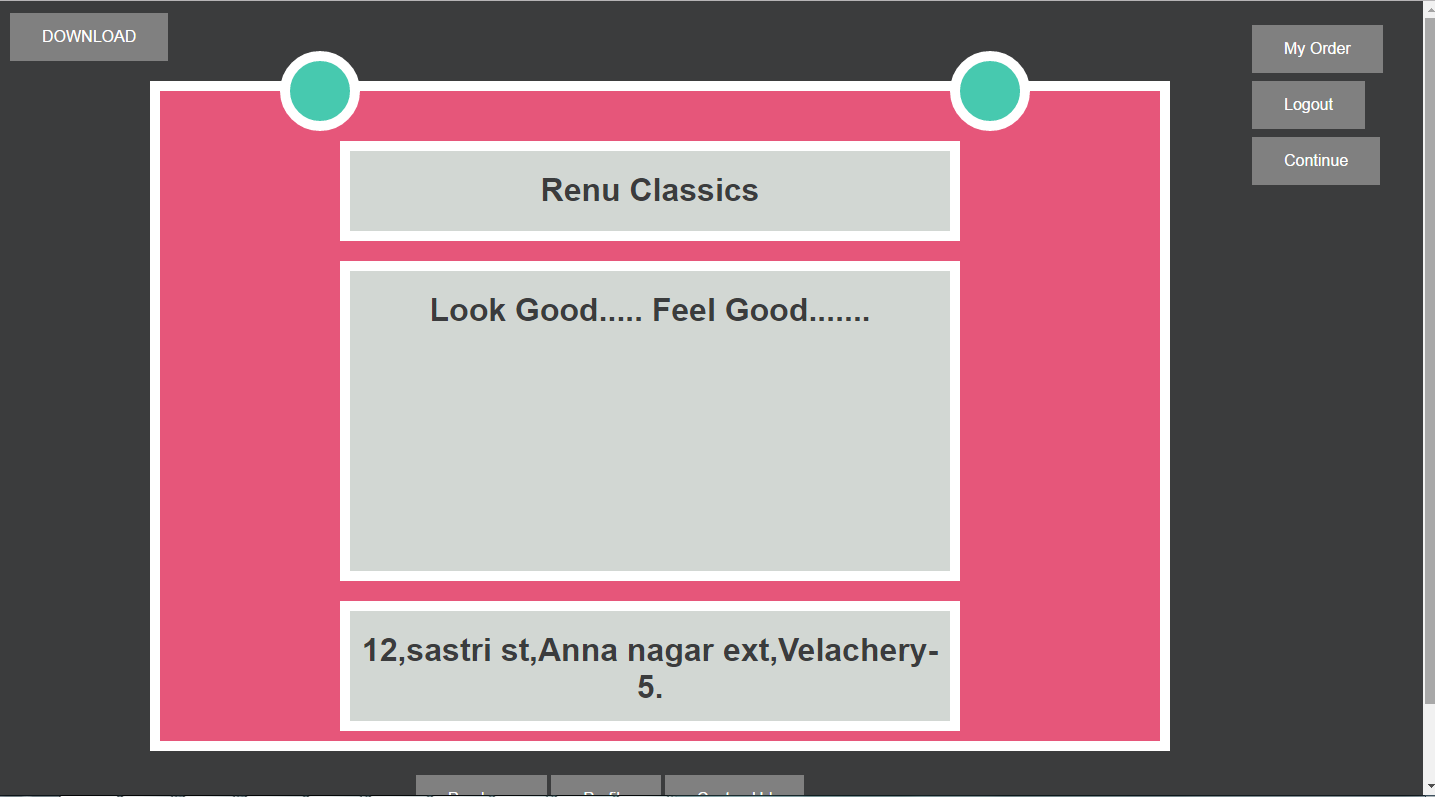 DOWNLOAD
My Order
Logout
Continue
Renu Classics
Look Good..... Feel Good.......
12,sastri st,Anna nagar ext,Velachery-
5.